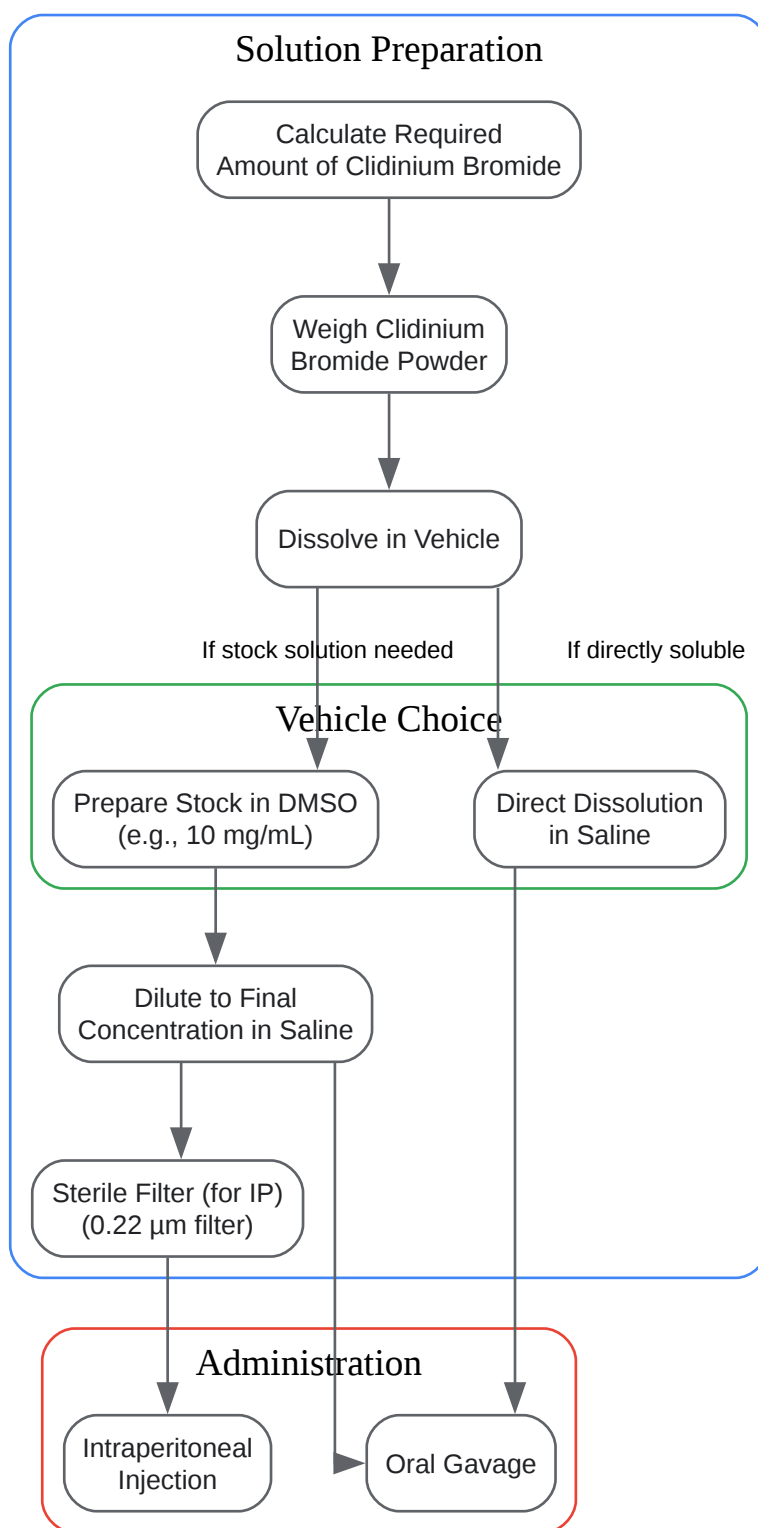 Solution Preparation
Calculate Required
Amount of Clidinium Bromide
Weigh Clidinium
Bromide Powder
Dissolve in Vehicle
If stock solution needed
If directly soluble
Vehicle Choice
Prepare Stock in DMSO
(e.g., 10 mg/mL)
Direct Dissolution
in Saline
Dilute to Final
Concentration in Saline
Sterile Filter (for IP)
(0.22 µm filter)
Administration
Intraperitoneal
Injection
Oral Gavage